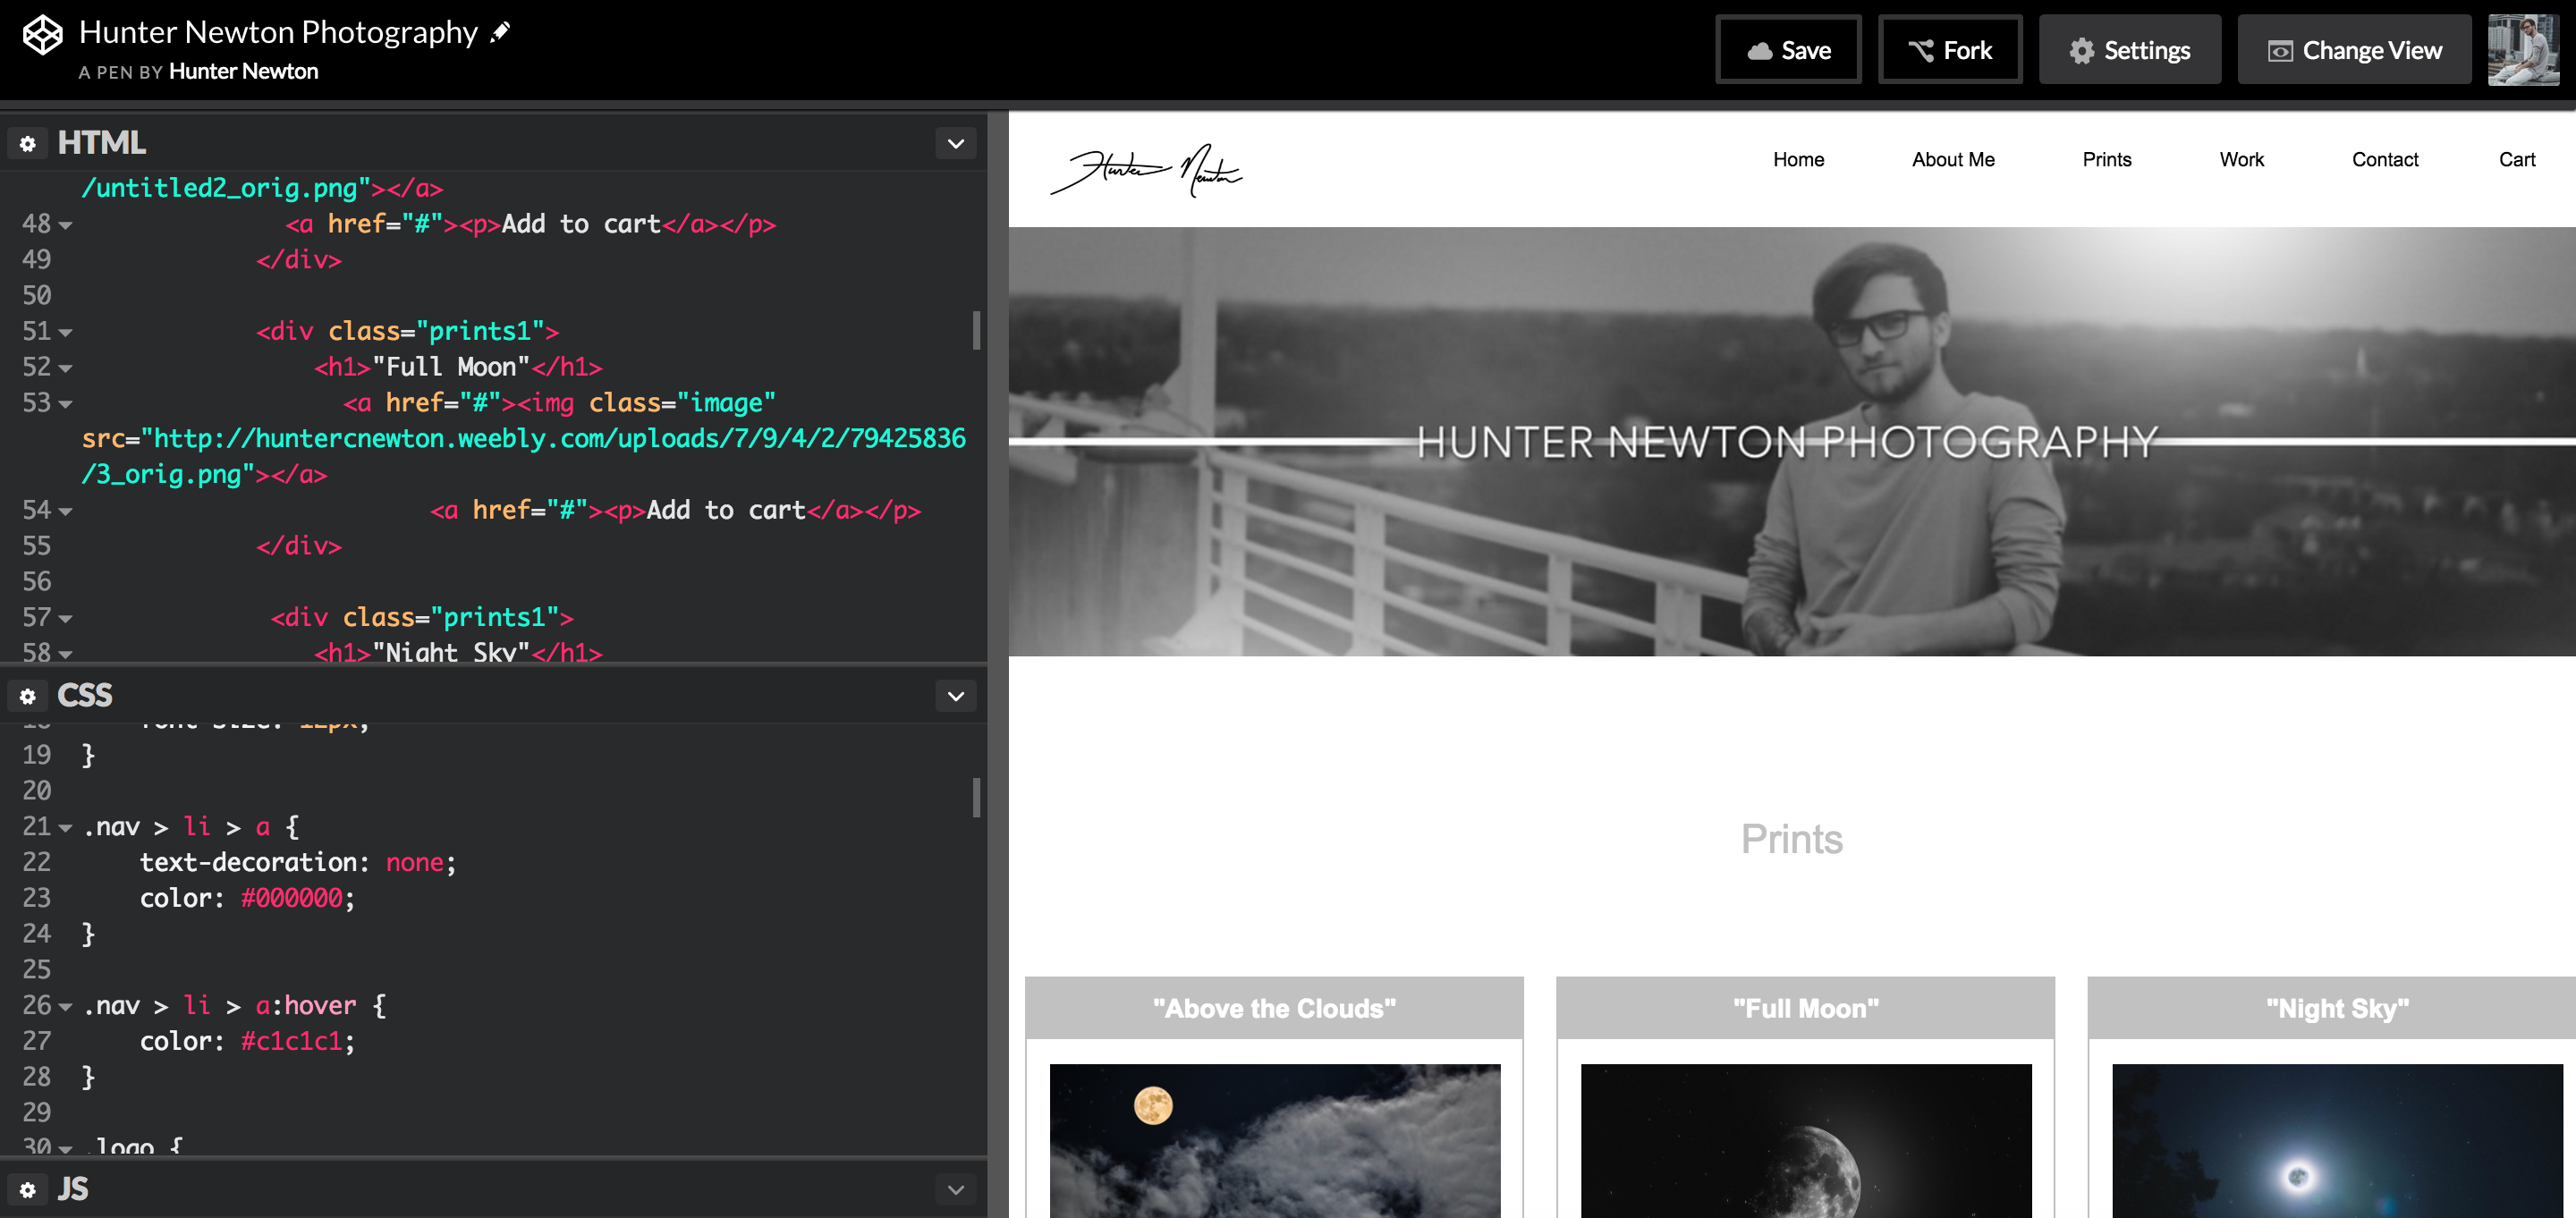 Hunter Newton Photography
A PEN BY Hunter Newton
Save
Fork
Settings
Change View
HTML
/untitled2_orig.png"></a>
48 <a href="#"><p>Add to cart</a></p>
49 </div>
50
51 <div class="prints1">
52 <h1>"Full Moon"</h1>
53 <a href="#"><img class="image"
src="http://huntercnewton.weebly.com/uploads/7/9/4/2/79425836
/3_orig.png"></a>
54 <a href="#"><p>Add to cart</a></p>
55 </div>
56
57 <div class="prints1">
58 <h1>"Night Sky"</h1>
CSS
18 font-size: 12px;
19 }
20
21 .nav > li > a {
22 text-decoration: none;
23 color: #000000;
24 }
25
26 .nav > li > a:hover {
27 color: #c1c1c1;
28 }
29
30 .logo {
JS
Hunter Newton
Home
About Me
Prints
Work
Contact
Cart
HUNTER NEWTON PHOTOGRAPHY
Prints
"Above the Clouds"
"Full Moon"
"Night Sky"